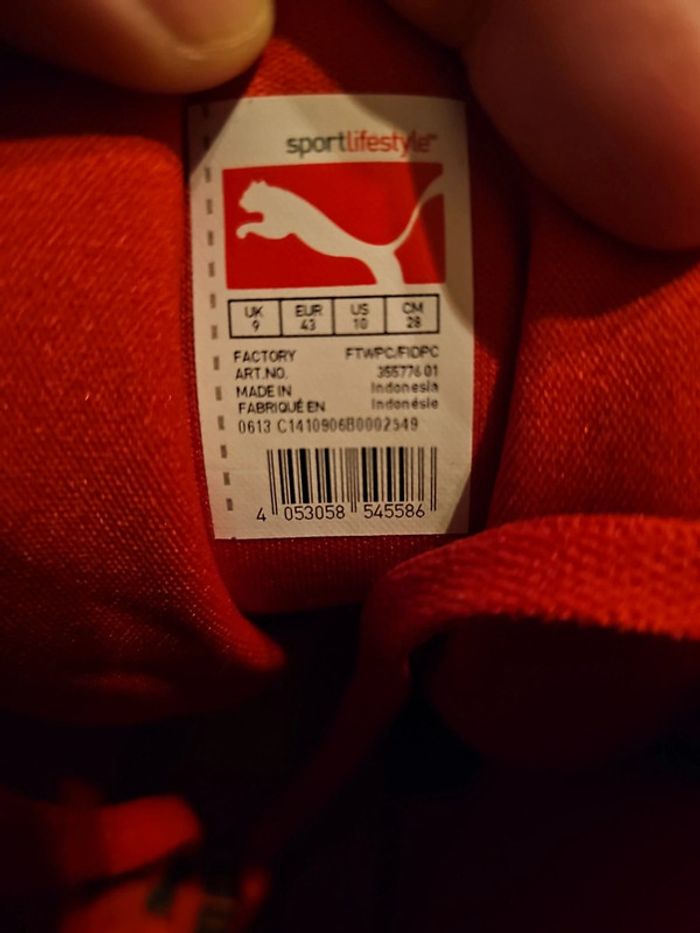 sportlifestyle™
UK EUR US CM
9 43 10 28
FACTORY FTWPC/FIDPC
ART.NO. 355776 01
MADE IN Indonesia
FABRIQUÉ EN Indonésie
0613 C1410906B0002549
4 053058 545586